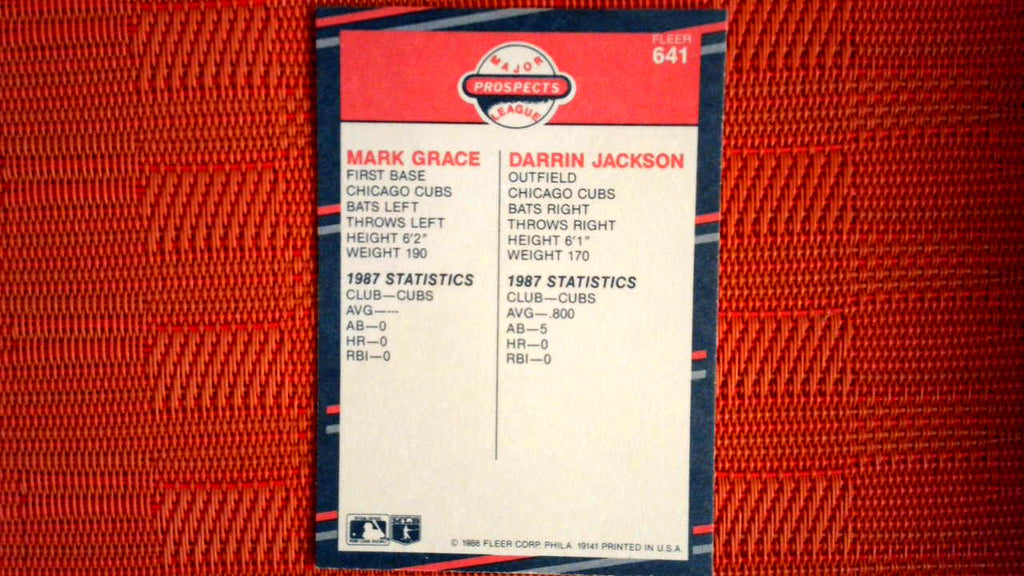 FLEER
641
MAJOR
PROSPECTS
LEAGUE
MARK GRACE
FIRST BASE
CHICAGO CUBS
BATS LEFT
THROWS LEFT
HEIGHT 6'2"
WEIGHT 190
1987 STATISTICS
CLUB—CUBS
AVG—---
AB—0
HR—0
RBI—0
DARRIN JACKSON
OUTFIELD
CHICAGO CUBS
BATS RIGHT
THROWS RIGHT
HEIGHT 6'1"
WEIGHT 170
1987 STATISTICS
CLUB—CUBS
AVG—.800
AB—5
HR—0
RBI—0
© 1988 FLEER CORP. PHILA. 19141 PRINTED IN U.S.A.